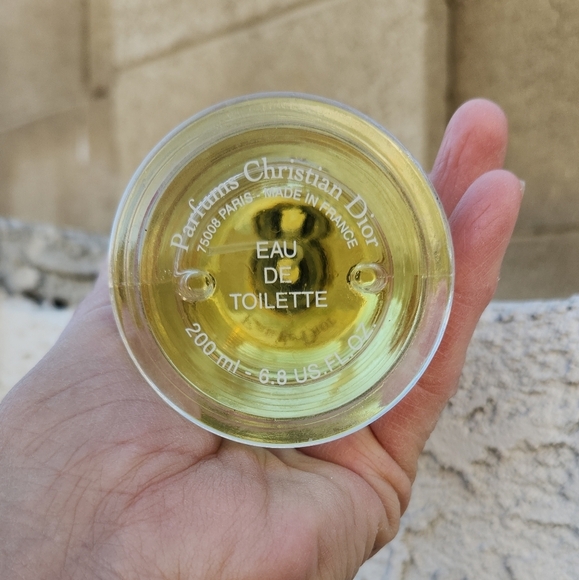 Parfums Christian Dior
75008 PARIS - MADE IN FRANCE
EAU
DE
TOILETTE
200 ml - 6.8 US.FL.OZ.